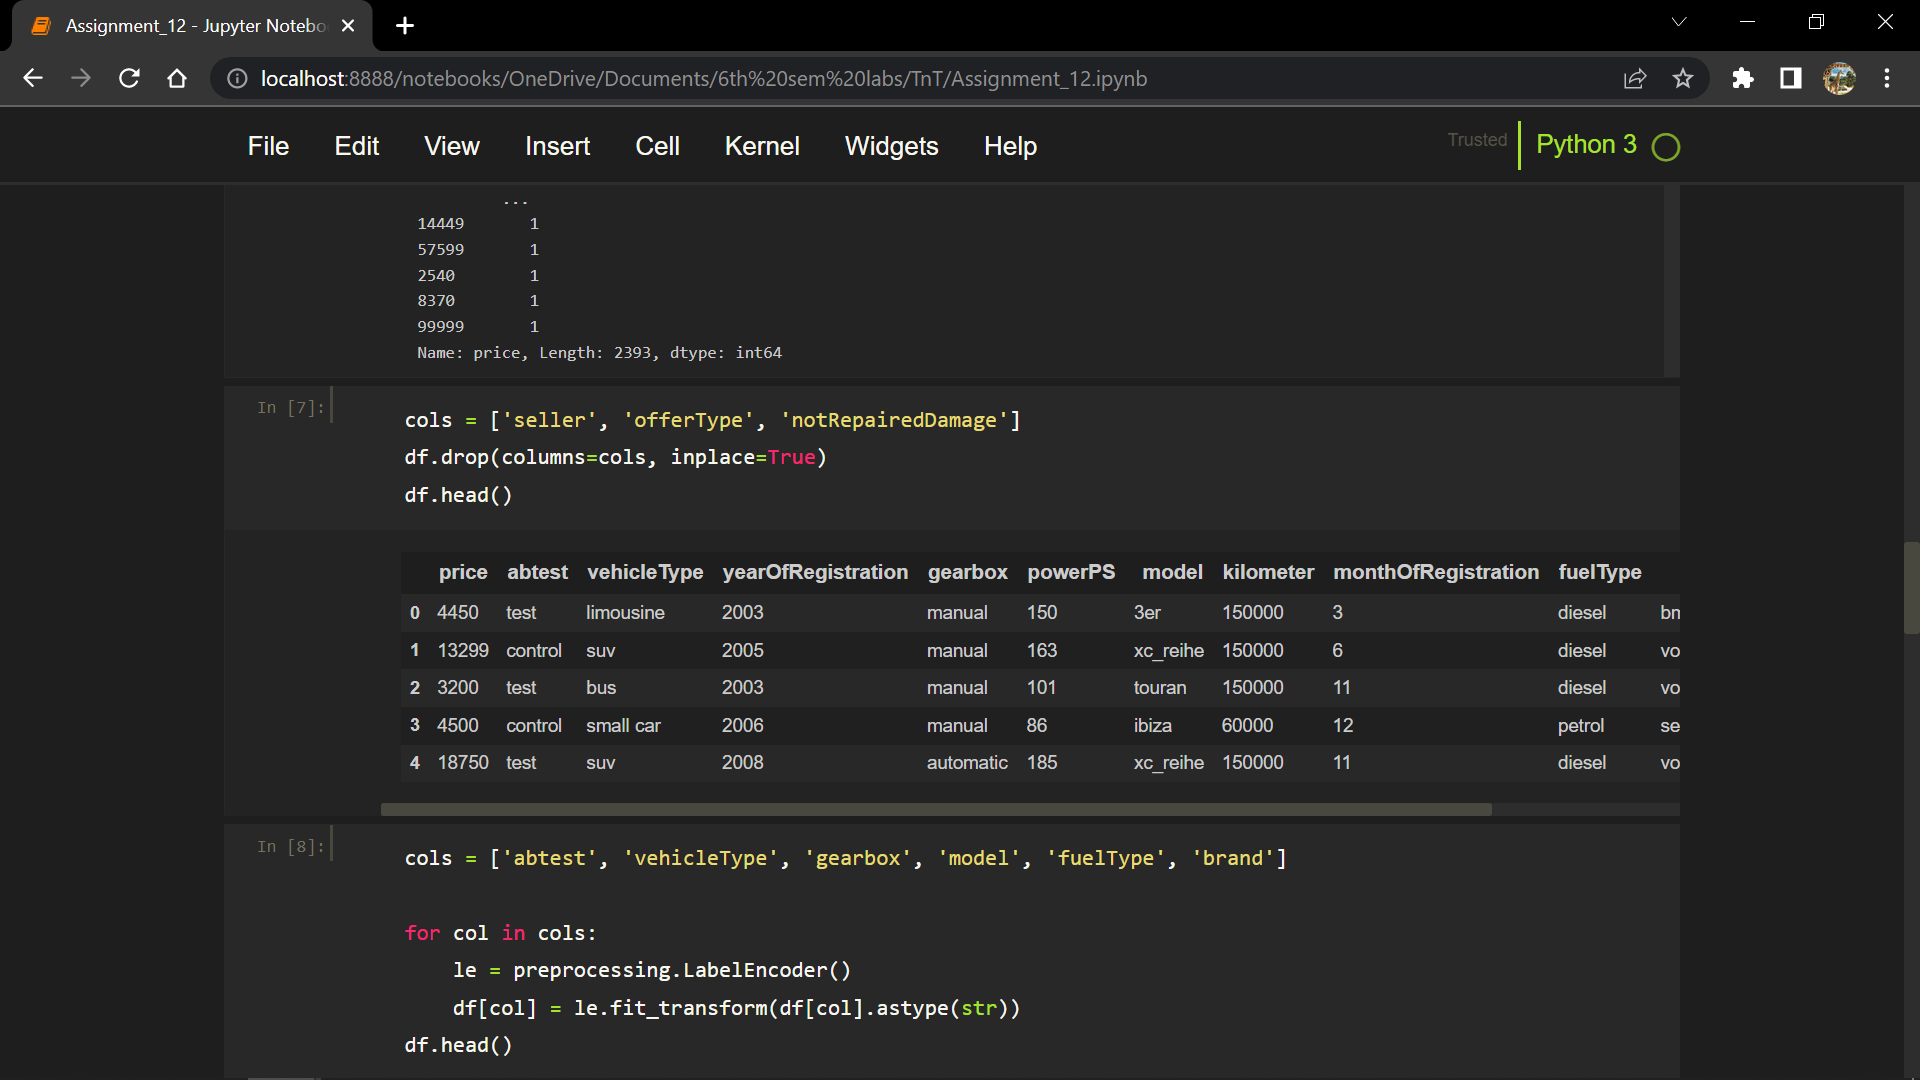 Assignment_12 - Jupyter Notebo
localhost:8888/notebooks/OneDrive/Documents/6th%20sem%20labs/TnT/Assignment_12.ipynb
File Edit View Insert Cell Kernel Widgets Help Trusted Python 3
...
14449 1
57599 1
2540 1
8370 1
99999 1
Name: price, Length: 2393, dtype: int64
In [7]:
cols = ['seller', 'offerType', 'notRepairedDamage']
df.drop(columns=cols, inplace=True)
df.head()
price abtest vehicleType yearOfRegistration gearbox powerPS model kilometer monthOfRegistration fuelType
0 4450 test limousine 2003 manual 150 3er 150000 3 diesel bm
1 13299 control suv 2005 manual 163 xc_reihe 150000 6 diesel vo
2 3200 test bus 2003 manual 101 touran 150000 11 diesel vo
3 4500 control small car 2006 manual 86 ibiza 60000 12 petrol se
4 18750 test suv 2008 automatic 185 xc_reihe 150000 11 diesel vo
In [8]:
cols = ['abtest', 'vehicleType', 'gearbox', 'model', 'fuelType', 'brand']
for col in cols:
    le = preprocessing.LabelEncoder()
    df[col] = le.fit_transform(df[col].astype(str))
df.head()